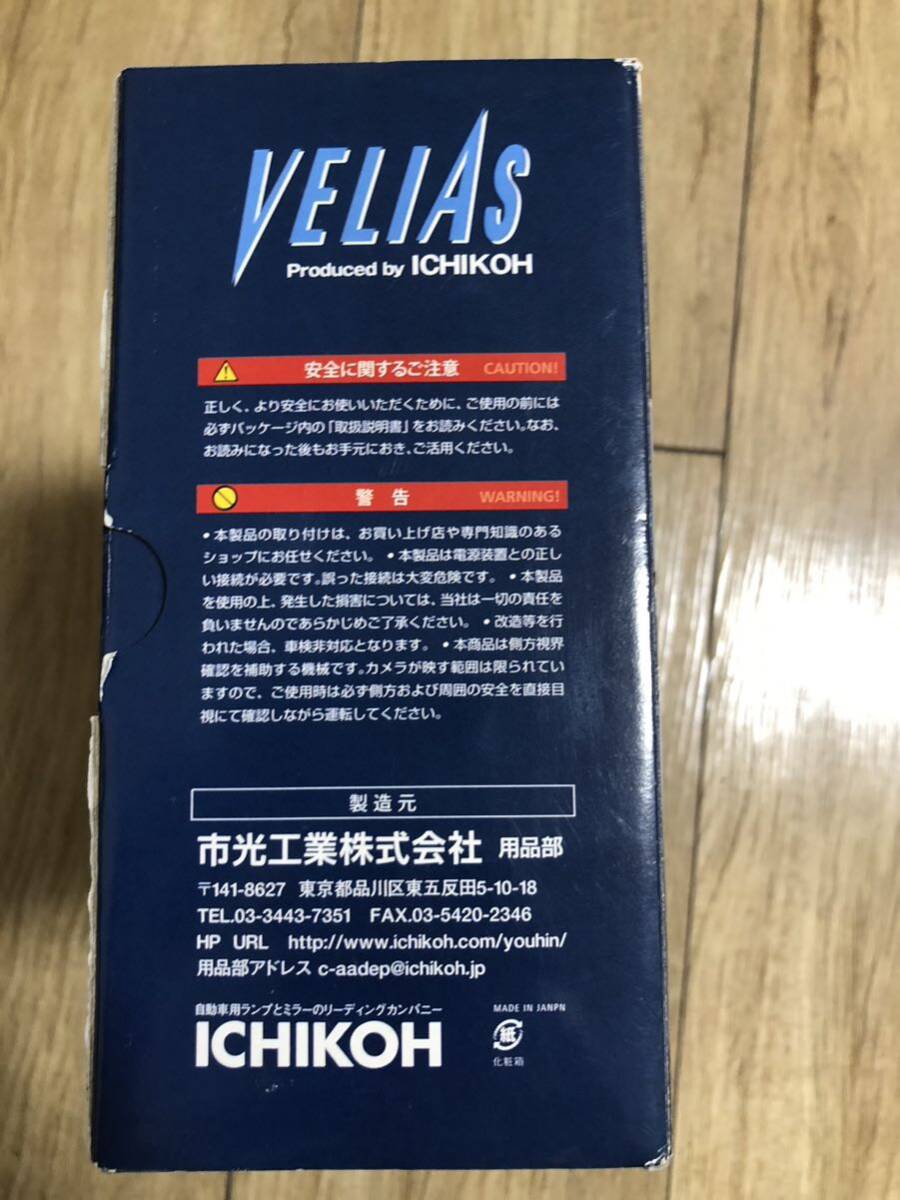 VELIAS
Produced by ICHIKOH
安全に関するご注意 CAUTION!
正しく、より安全にお使いいただくために、ご使用の前には
必ずパッケージ内の「取扱説明書」をお読みください。なお、
お読みになった後もお手元におき、ご活用ください。
警告 WARNING!
•本製品の取り付けは、お買い上げ店や専門知識のある
ショップにお任せください。 •本製品は電源装置との正し
い接続が必要です。誤った接続は大変危険です。 •本製品
を使用の上、発生した損害については、当社は一切の責任を
負いませんのであらかじめご了承ください。 •改造等を行
われた場合、車検非対応となります。 •本商品は側方視界
確認を補助する機械です。カメラが映す範囲は限られてい
ますので、ご使用時は必ず側方および周囲の安全を直接目
視にて確認しながら運転してください。
製造元
市光工業株式会社 用品部
〒141-8627 東京都品川区東五反田5-10-18
TEL.03-3443-7351 FAX.03-5420-2346
HP URL http://www.ichikoh.com/youhin/
用品部アドレス c-aadep@ichikoh.jp
自動車用ランプとミラーのリーディングカンパニー
ICHIKOH
MADE IN JANPN
紙
化粧箱